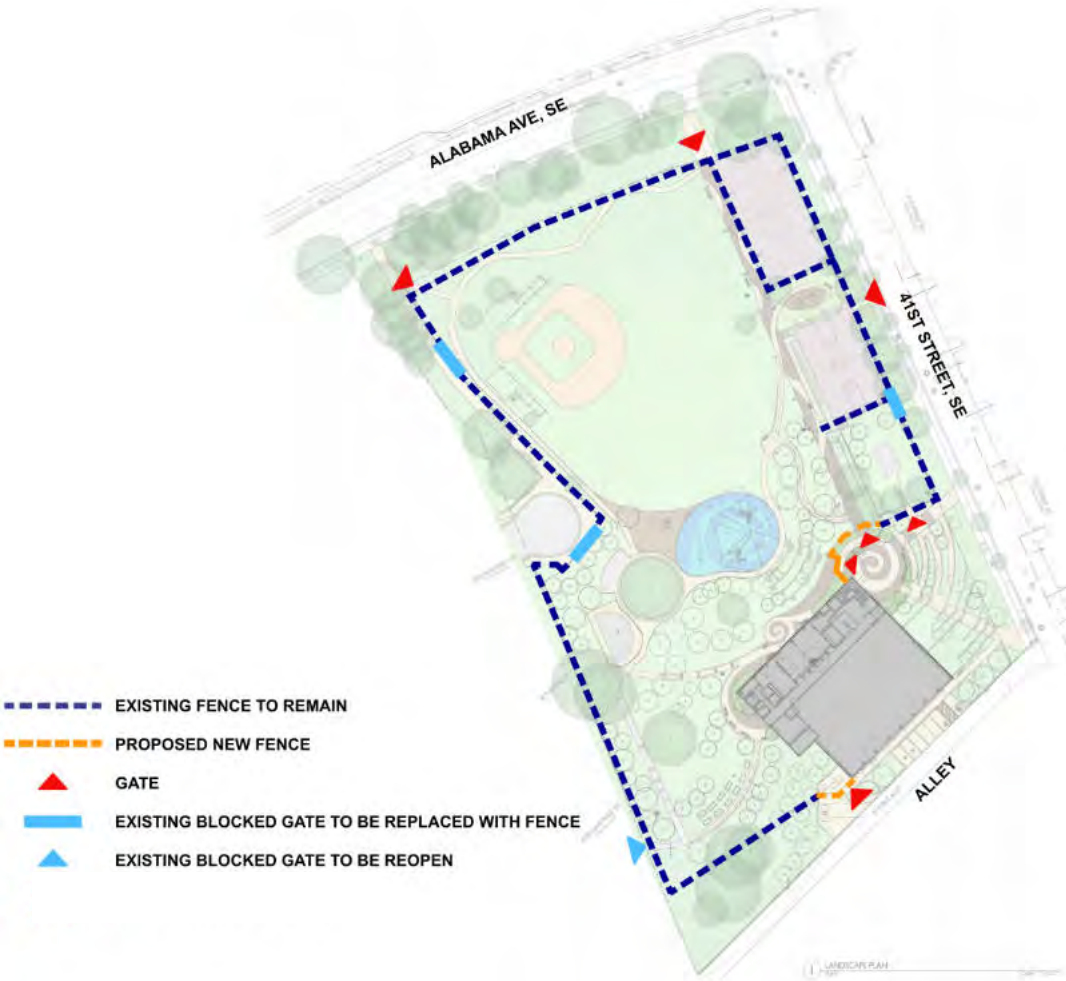 ALABAMA AVE, SE
41ST STREET, SE
EXISTING FENCE TO REMAIN
PROPOSED NEW FENCE
GATE
EXISTING BLOCKED GATE TO BE REPLACED WITH FENCE
EXISTING BLOCKED GATE TO BE REOPEN
ALLEY
1 LANDSCAPE PLAN